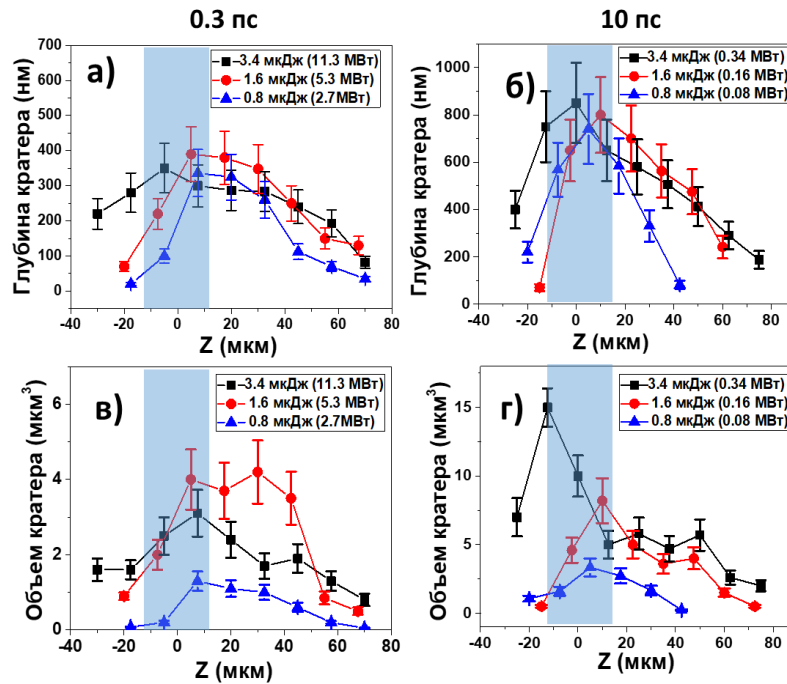 0.3 пс
10 пс
а)
3.4 мкДж (11.3 МВт)
1.6 мкДж (5.3 МВт)
0.8 мкДж (2.7МВт)
Глубина кратера (нм)
700
600
500
400
300
200
100
0
-40 -20 0 20 40 60 80
Z (мкм)
б)
3.4 мкДж (0.34 МВт)
1.6 мкДж (0.16 МВт)
0.8 мкДж (0.08 МВт)
Глубина кратера (нм)
1000
800
600
400
200
0
-40 -20 0 20 40 60 80
Z (мкм)
в)
3.4 мкДж (11.3 МВт)
1.6 мкДж (5.3 МВт)
0.8 мкДж (2.7МВт)
Объем кратера (мкм³)
6
4
2
0
-40 -20 0 20 40 60 80
Z (мкм)
г)
3.4 мкДж (0.34 МВт)
1.6 мкДж (0.16 МВт)
0.8 мкДж (0.08 МВт)
Объем кратера (мкм³)
15
10
5
0
-40 -20 0 20 40 60 80
Z (мкм)